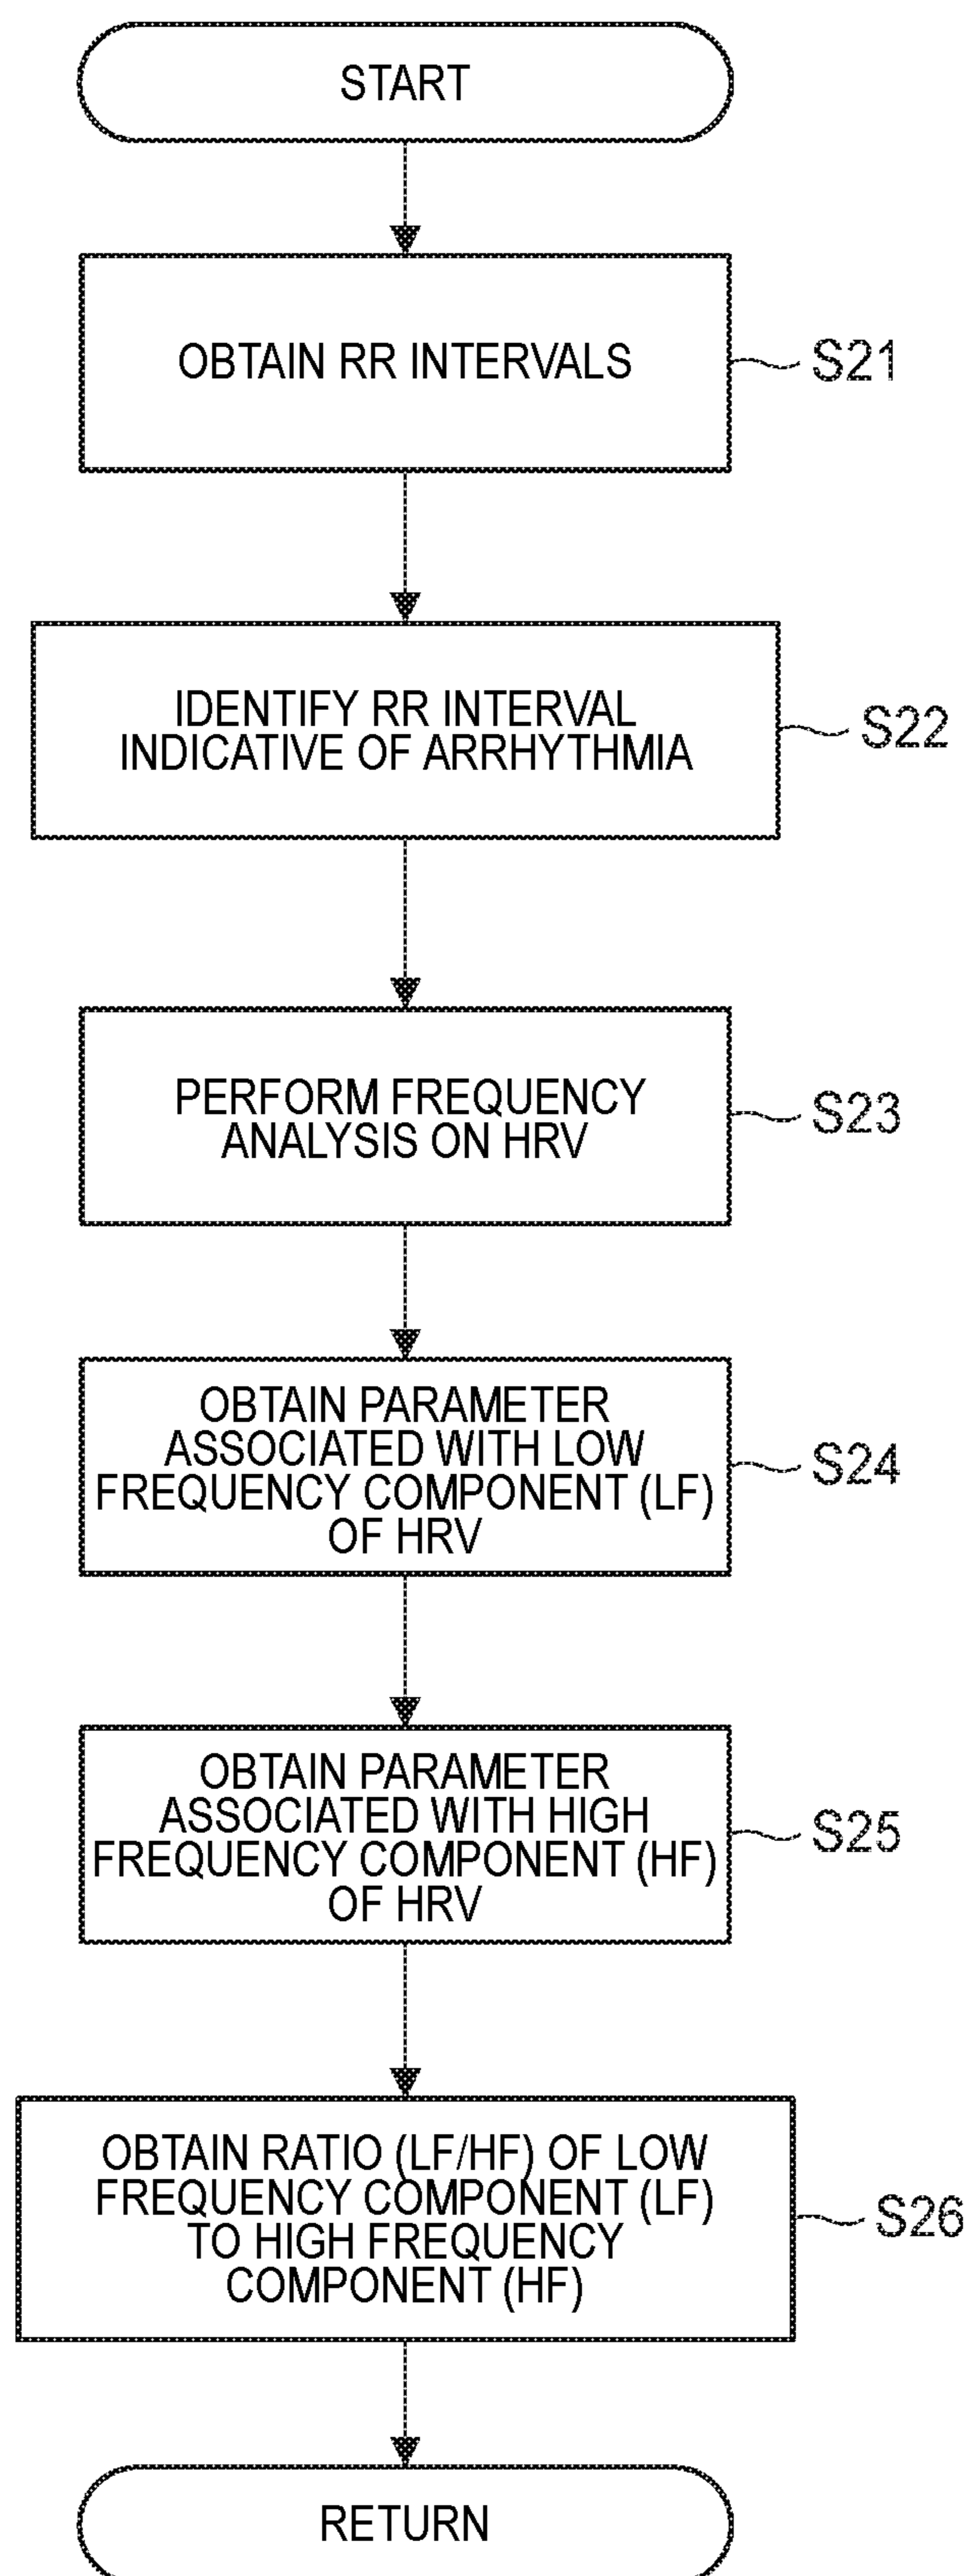 START
OBTAIN RR INTERVALS
S21
IDENTIFY RR INTERVAL
INDICATIVE OF ARRHYTHMIA
S22
PERFORM FREQUENCY
ANALYSIS ON HRV
S23
OBTAIN PARAMETER
ASSOCIATED WITH LOW
FREQUENCY COMPONENT (LF)
OF HRV
S24
OBTAIN PARAMETER
ASSOCIATED WITH HIGH
FREQUENCY COMPONENT (HF)
OF HRV
S25
OBTAIN RATIO (LF/HF) OF LOW
FREQUENCY COMPONENT (LF)
TO HIGH FREQUENCY
COMPONENT (HF)
S26
RETURN